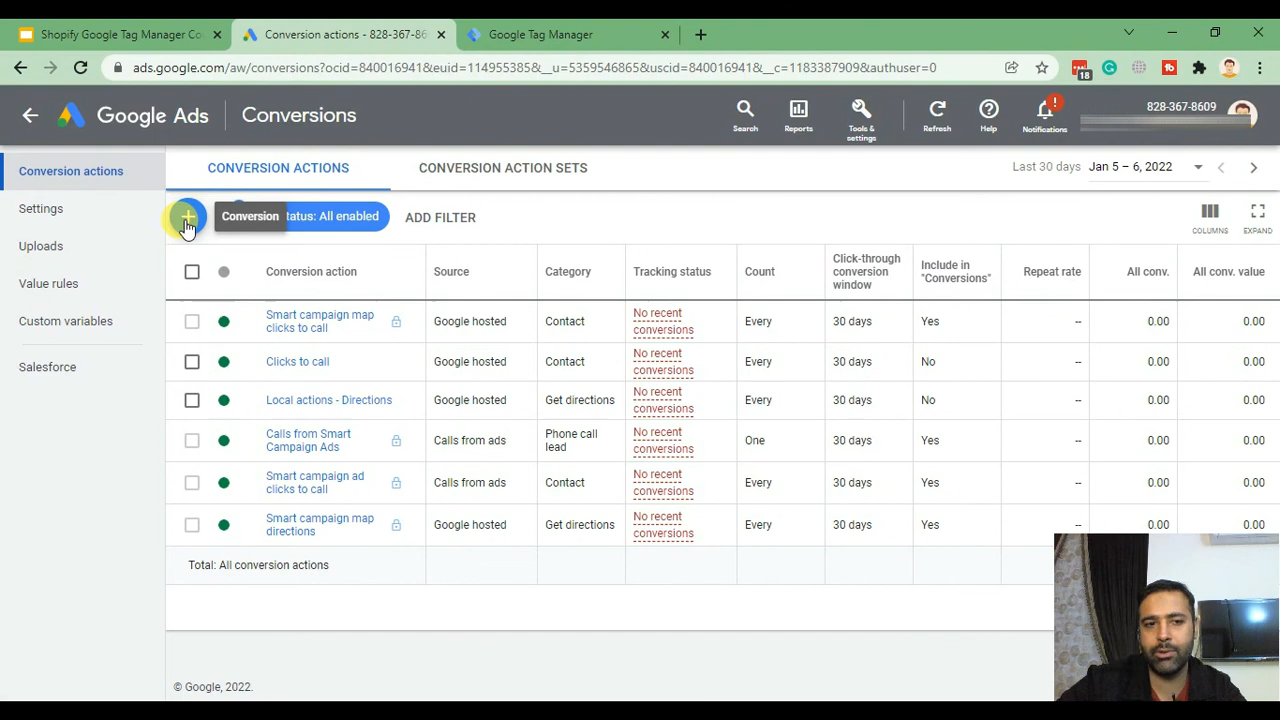 Shopify Google Tag Manager Co
Conversion actions - 828-367-86
Google Tag Manager
ads.google.com/aw/conversions?ocid=840016941&euid=114955385&__u=5359546865&uscid=840016941&__c=1183387909&authuser=0
18
Google Ads
Conversions
Search
Reports
Tools & settings
Refresh
Help
Notifications
828-367-8609
Conversion actions
Settings
Uploads
Value rules
Custom variables
Salesforce
CONVERSION ACTIONS
CONVERSION ACTION SETS
Last 30 days Jan 5 – 6, 2022
Conversion
tatus: All enabled
ADD FILTER
COLUMNS
EXPAND
Conversion action Source Category Tracking status Count Click-through conversion window Include in "Conversions" Repeat rate All conv. All conv. value
Smart campaign map clicks to call Google hosted Contact No recent conversions Every 30 days Yes -- 0.00 0.00
Clicks to call Google hosted Contact No recent conversions Every 30 days No -- 0.00 0.00
Local actions - Directions Google hosted Get directions No recent conversions Every 30 days No -- 0.00 0.00
Calls from Smart Campaign Ads Calls from ads Phone call lead No recent conversions One 30 days Yes -- 0.00 0.00
Smart campaign ad clicks to call Calls from ads Contact No recent conversions Every 30 days Yes -- 0.00 0.00
Smart campaign map directions Google hosted Get directions No recent conversions Every 30 days Yes -- 0.00 0.00
Total: All conversion actions
© Google, 2022.